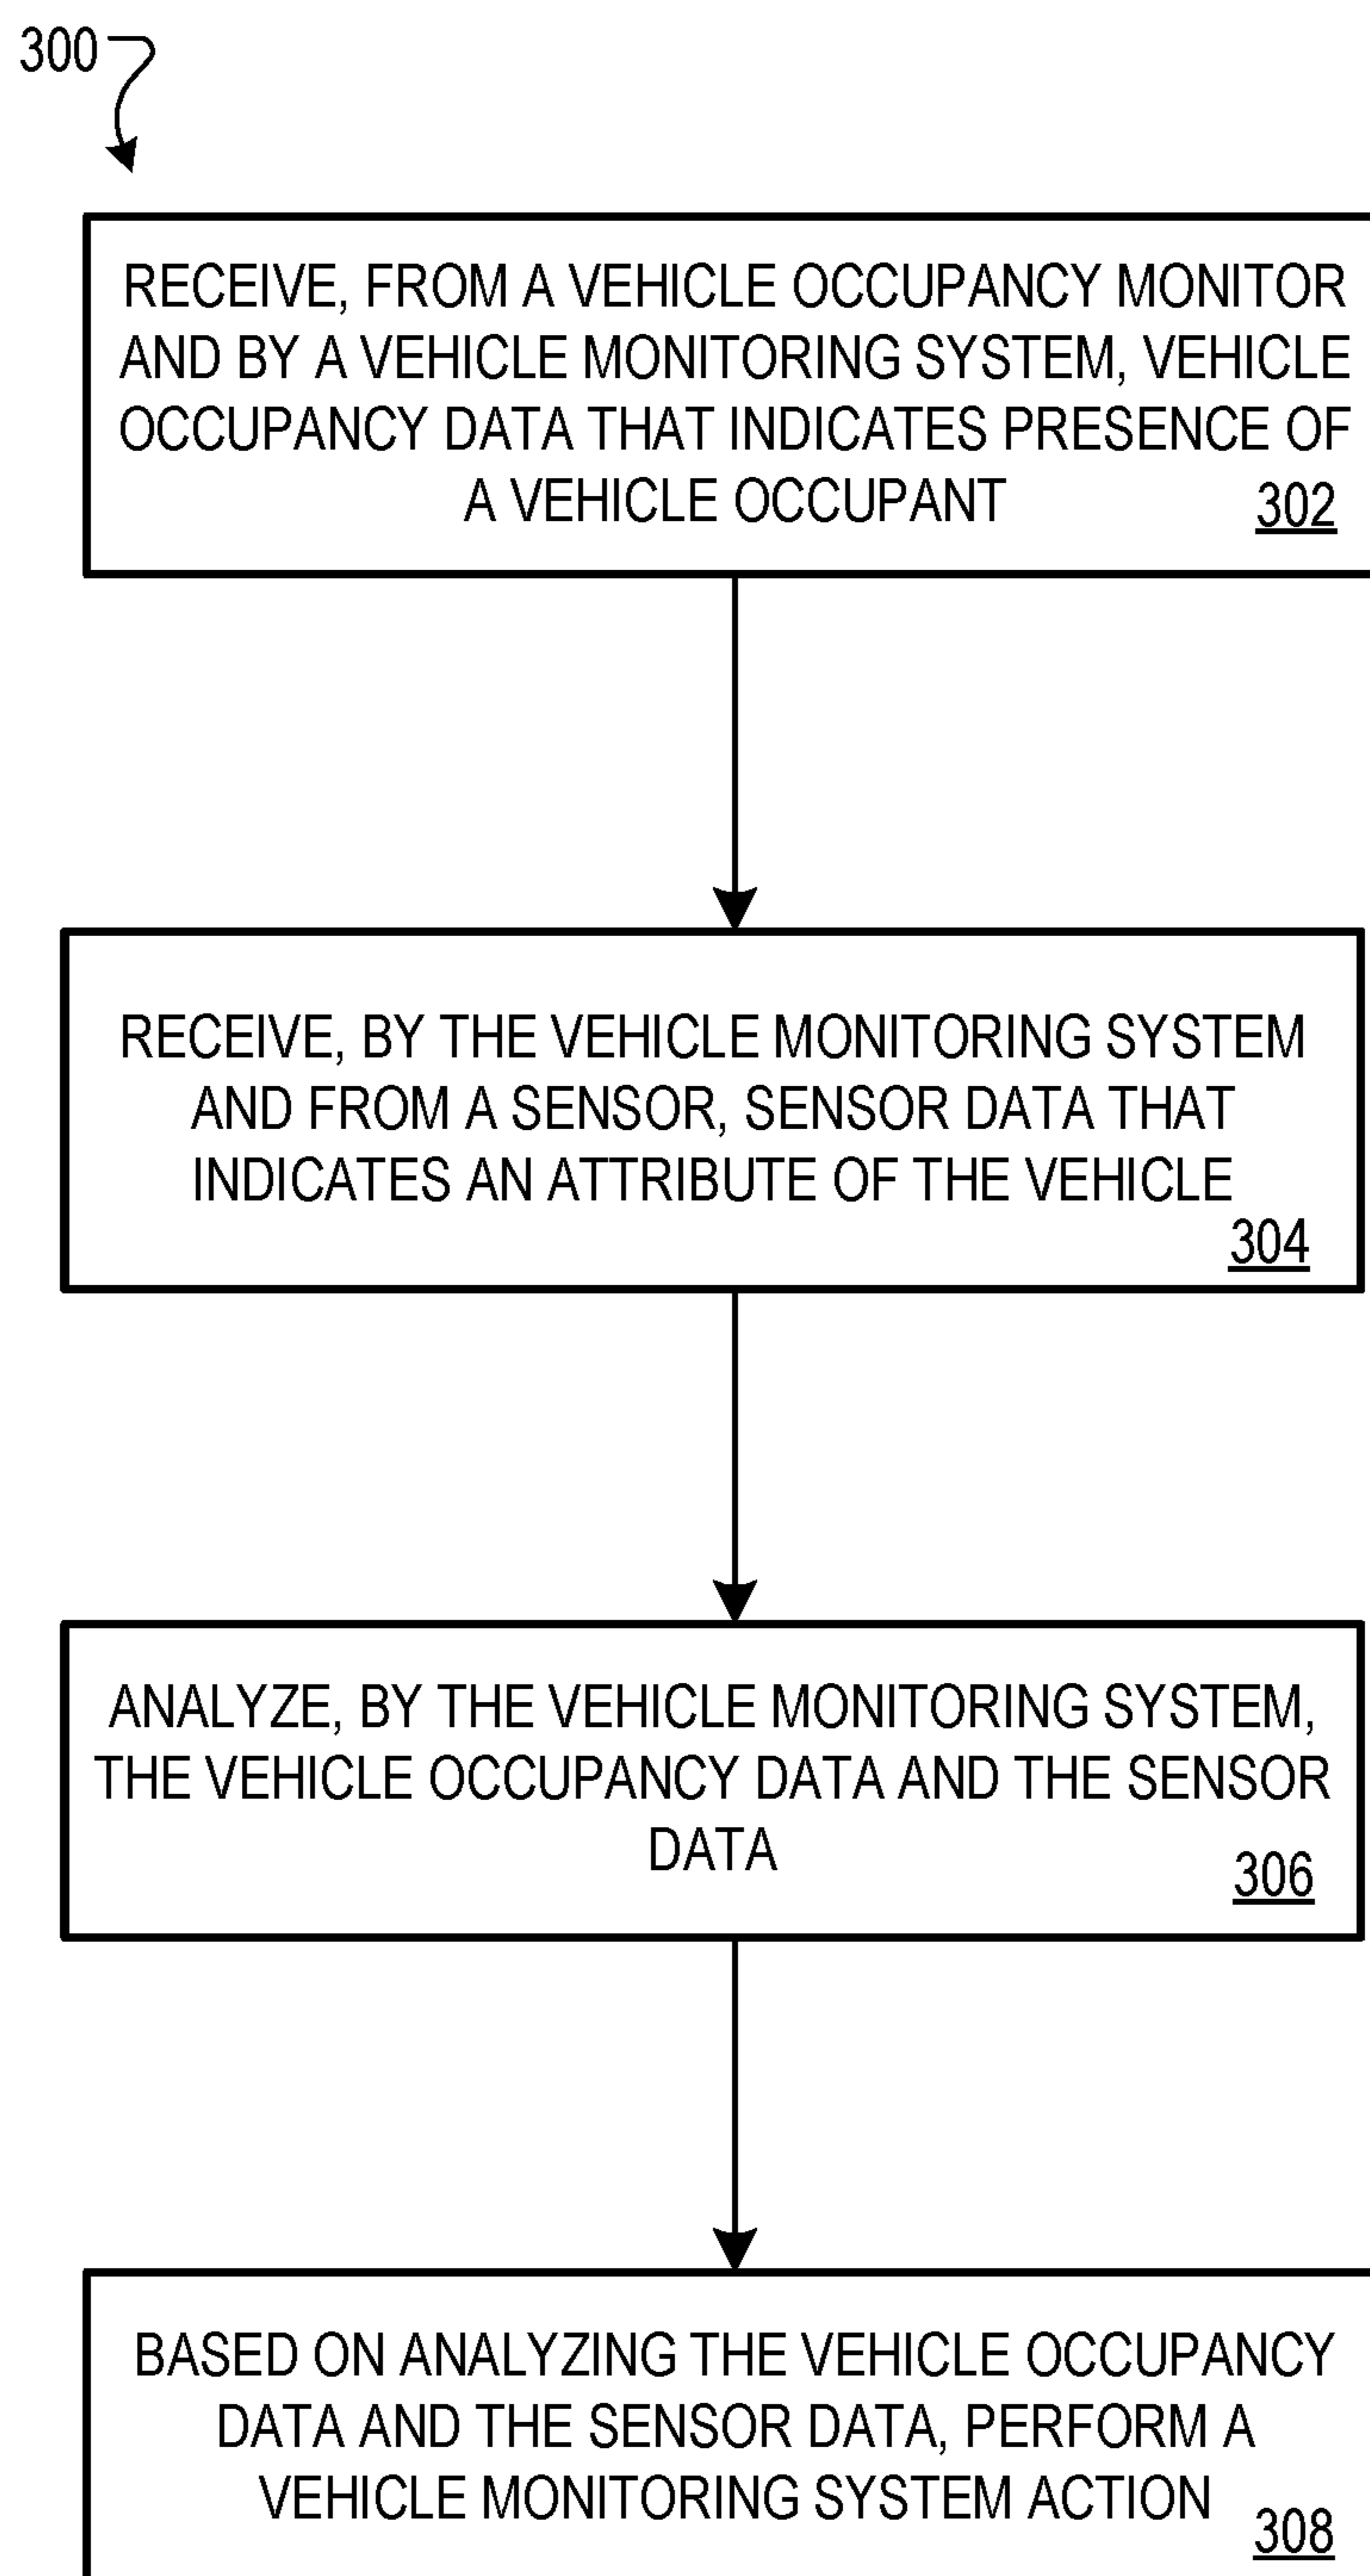 300
RECEIVE, FROM A VEHICLE OCCUPANCY MONITOR
AND BY A VEHICLE MONITORING SYSTEM, VEHICLE
OCCUPANCY DATA THAT INDICATES PRESENCE OF
A VEHICLE OCCUPANT
302
RECEIVE, BY THE VEHICLE MONITORING SYSTEM
AND FROM A SENSOR, SENSOR DATA THAT
INDICATES AN ATTRIBUTE OF THE VEHICLE
304
ANALYZE, BY THE VEHICLE MONITORING SYSTEM,
THE VEHICLE OCCUPANCY DATA AND THE SENSOR
DATA
306
BASED ON ANALYZING THE VEHICLE OCCUPANCY
DATA AND THE SENSOR DATA, PERFORM A
VEHICLE MONITORING SYSTEM ACTION
308